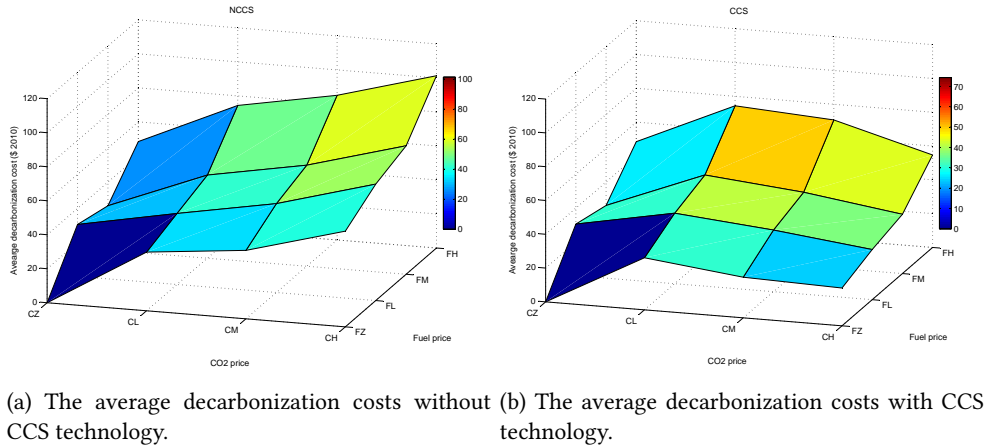 NCCS
120
100
80
60
40
20
0
CZ
CL
CM
CH
FZ
FL
FM
FH
Avearge decarbonization cost ($ 2010)
CO2 price
Fuel price
100
80
60
40
20
0
CCS
120
100
80
60
40
20
0
CZ
CL
CM
CH
FZ
FL
FM
FH
Avearge decarbonization cost ($ 2010)
CO2 price
Fuel price
70
60
50
40
30
20
10
0
(a) The average decarbonization costs without
CCS technology.
(b) The average decarbonization costs with CCS
technology.